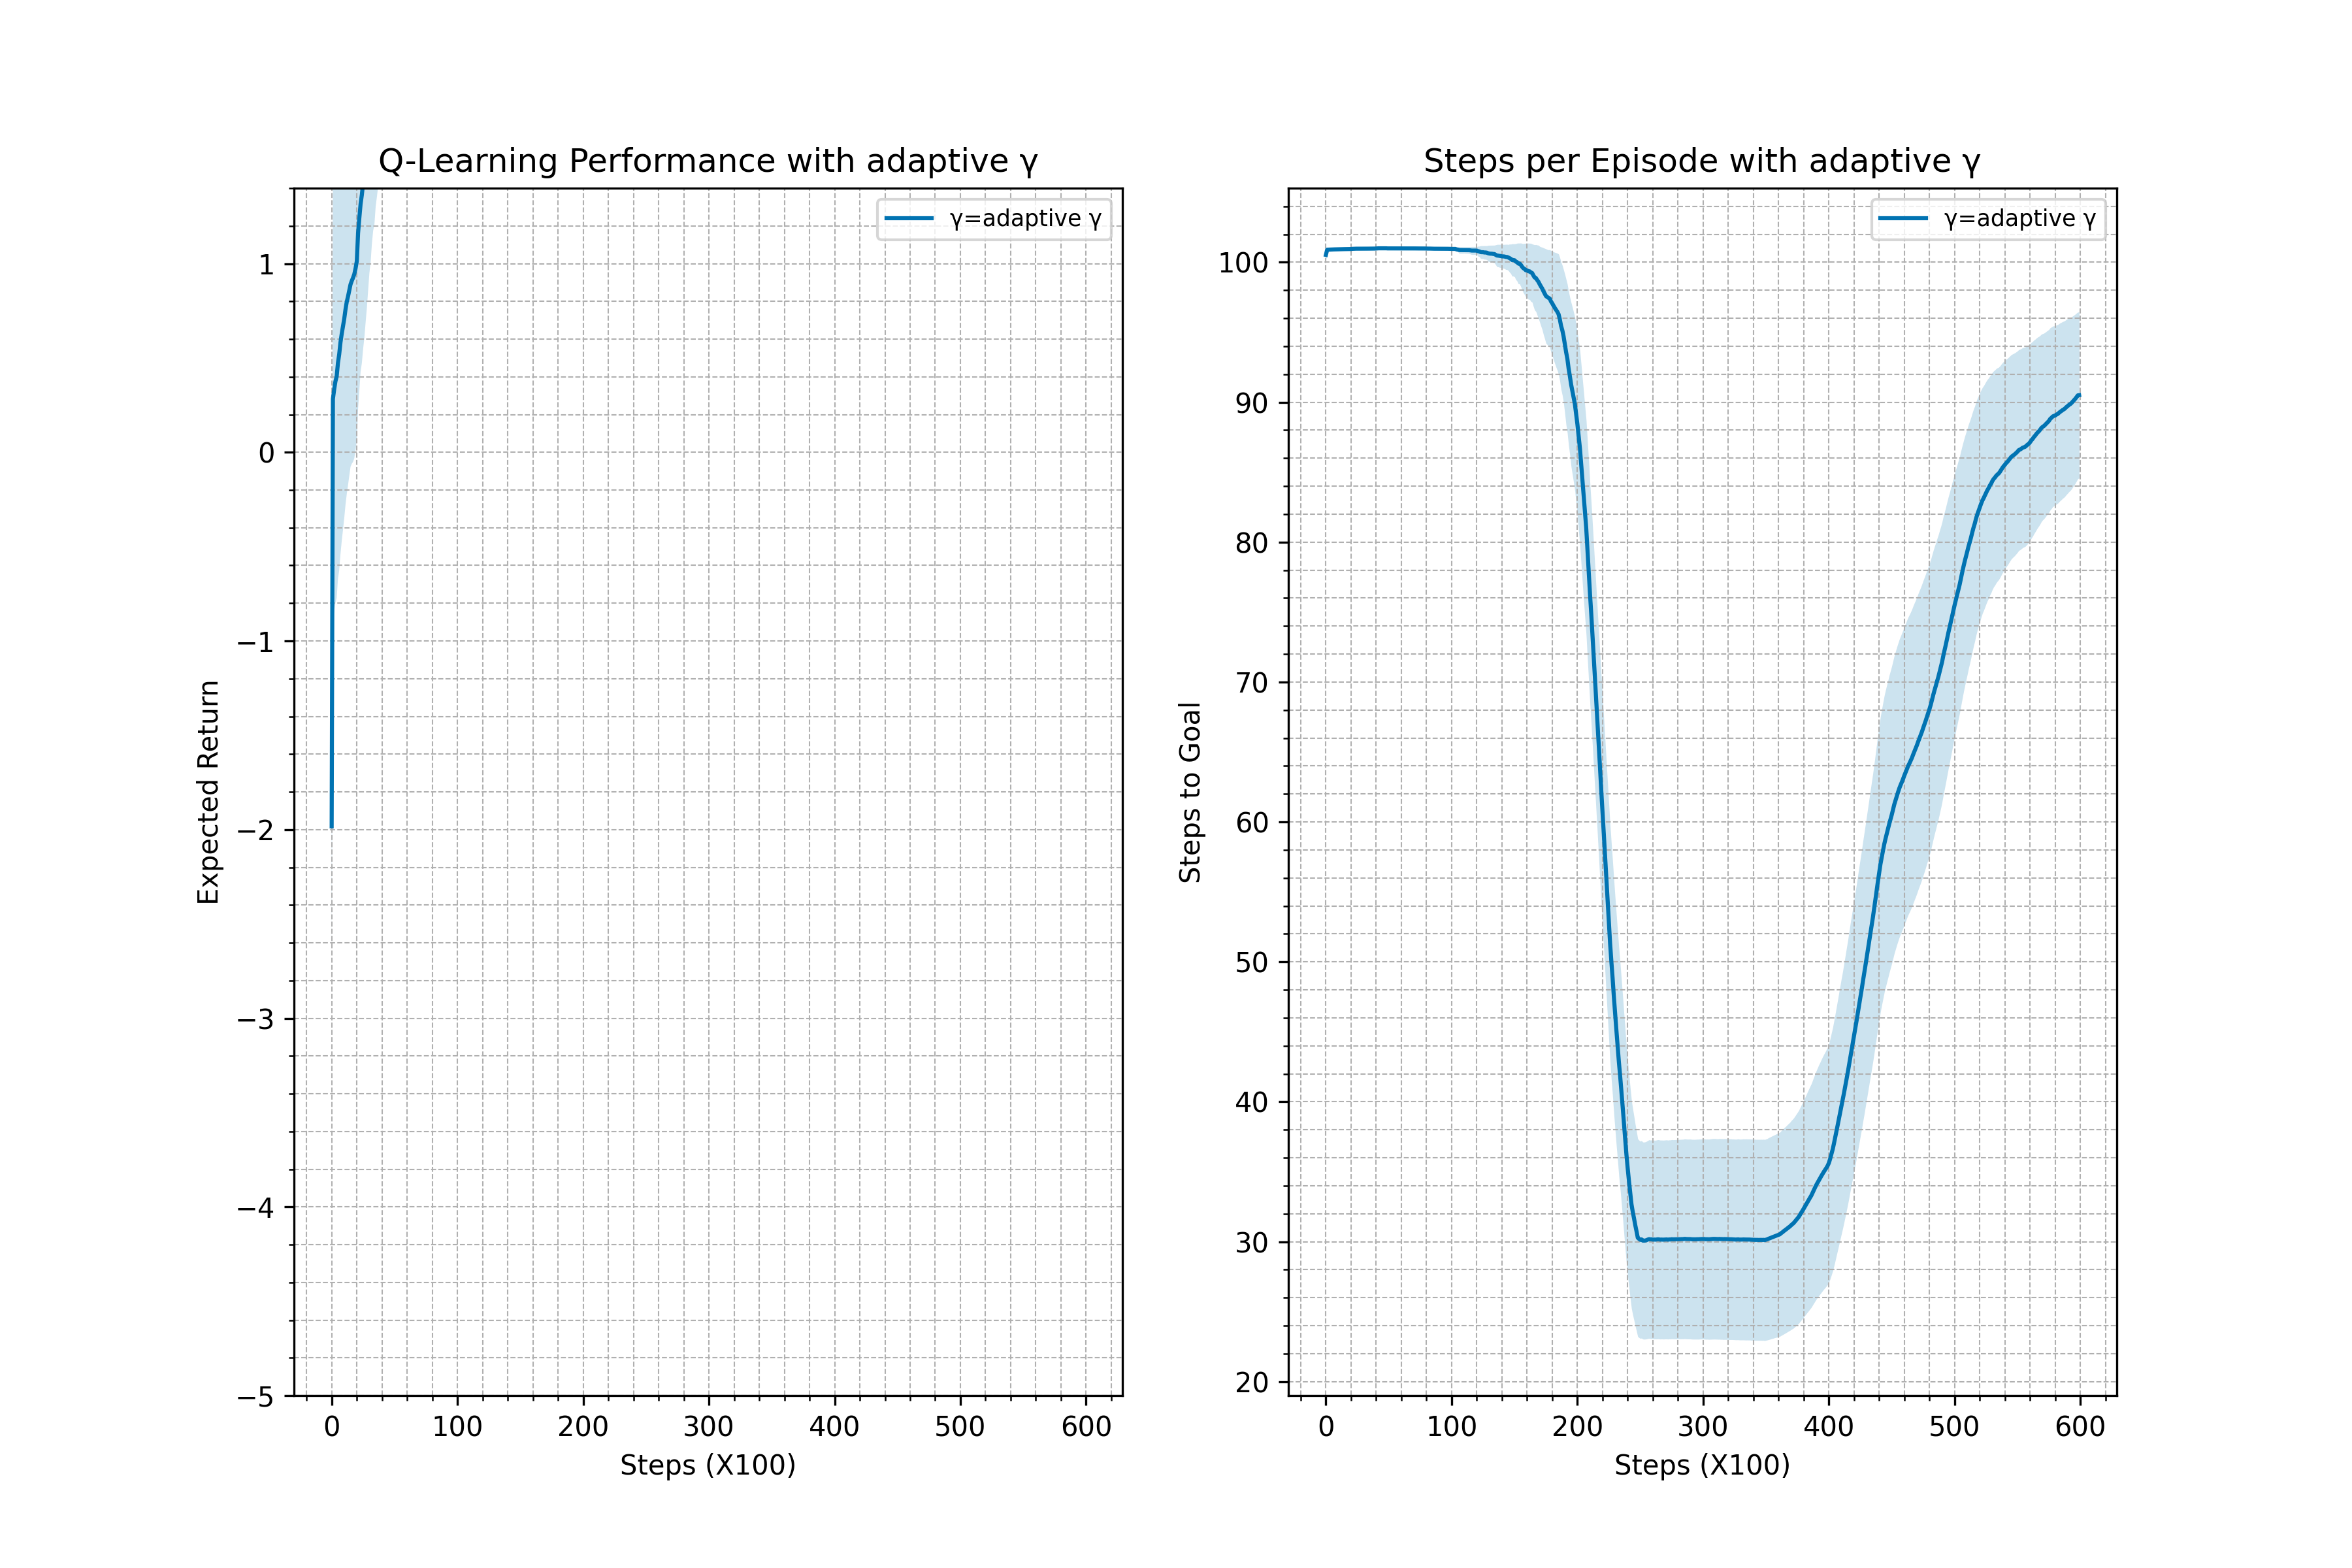 Q-Learning Performance with adaptive γ
γ=adaptive γ
1
0
−1
−2
−3
−4
−5
Expected Return
0 100 200 300 400 500 600
Steps (X100)
Steps per Episode with adaptive γ
γ=adaptive γ
100
90
80
70
60
50
40
30
20
Steps to Goal
0 100 200 300 400 500 600
Steps (X100)